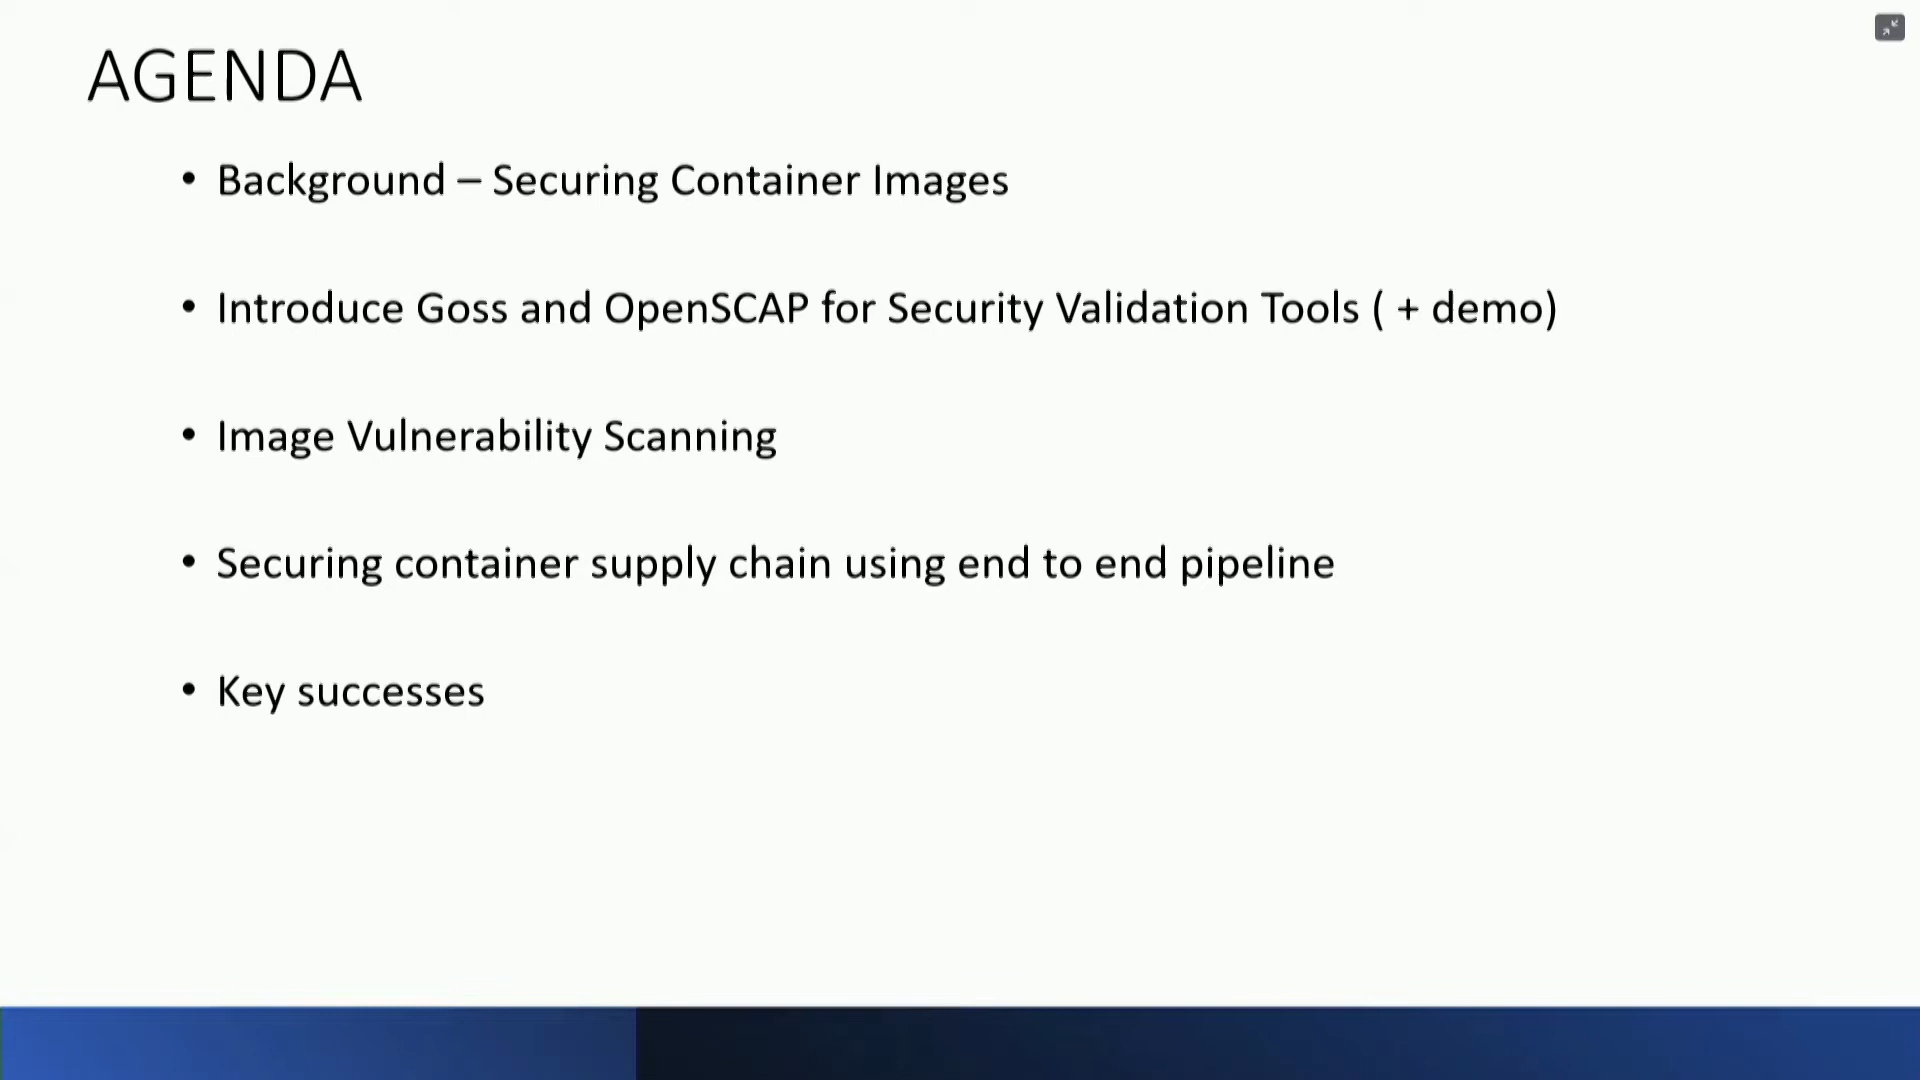 AGENDA
• Background – Securing Container Images
• Introduce Goss and OpenSCAP for Security Validation Tools ( + demo)
• Image Vulnerability Scanning
• Securing container supply chain using end to end pipeline
• Key successes